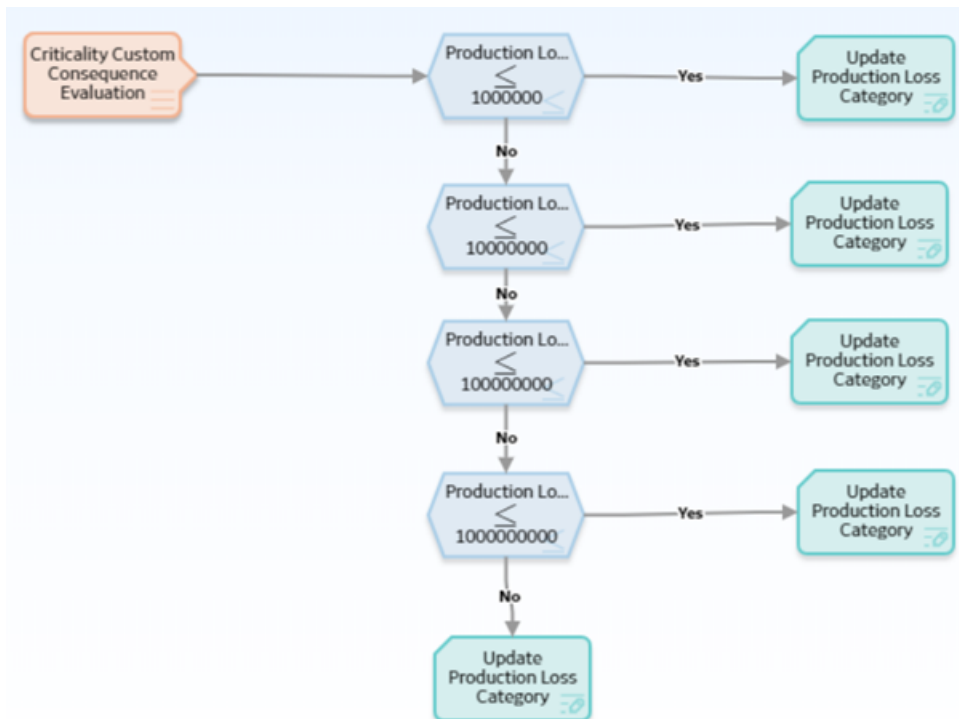 Criticality Custom
Consequence
Evaluation
Production Lo...
≤
1000000
Yes
Update
Production Loss
Category
No
Production Lo...
≤
10000000
Yes
Update
Production Loss
Category
No
Production Lo...
≤
100000000
Yes
Update
Production Loss
Category
No
Production Lo...
≤
1000000000
Yes
Update
Production Loss
Category
No
Update
Production Loss
Category